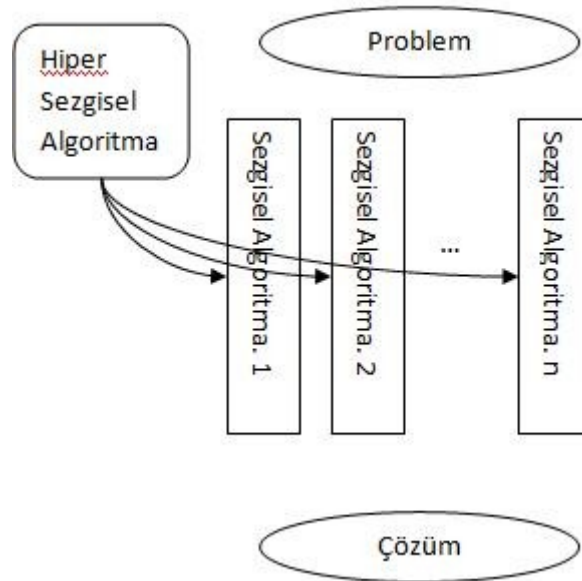 Hiper
Sezgisel
Algoritma
Problem
Sezgisel Algoritma. 1
Sezgisel Algoritma. 2
...
Sezgisel Algoritma. n
Çözüm